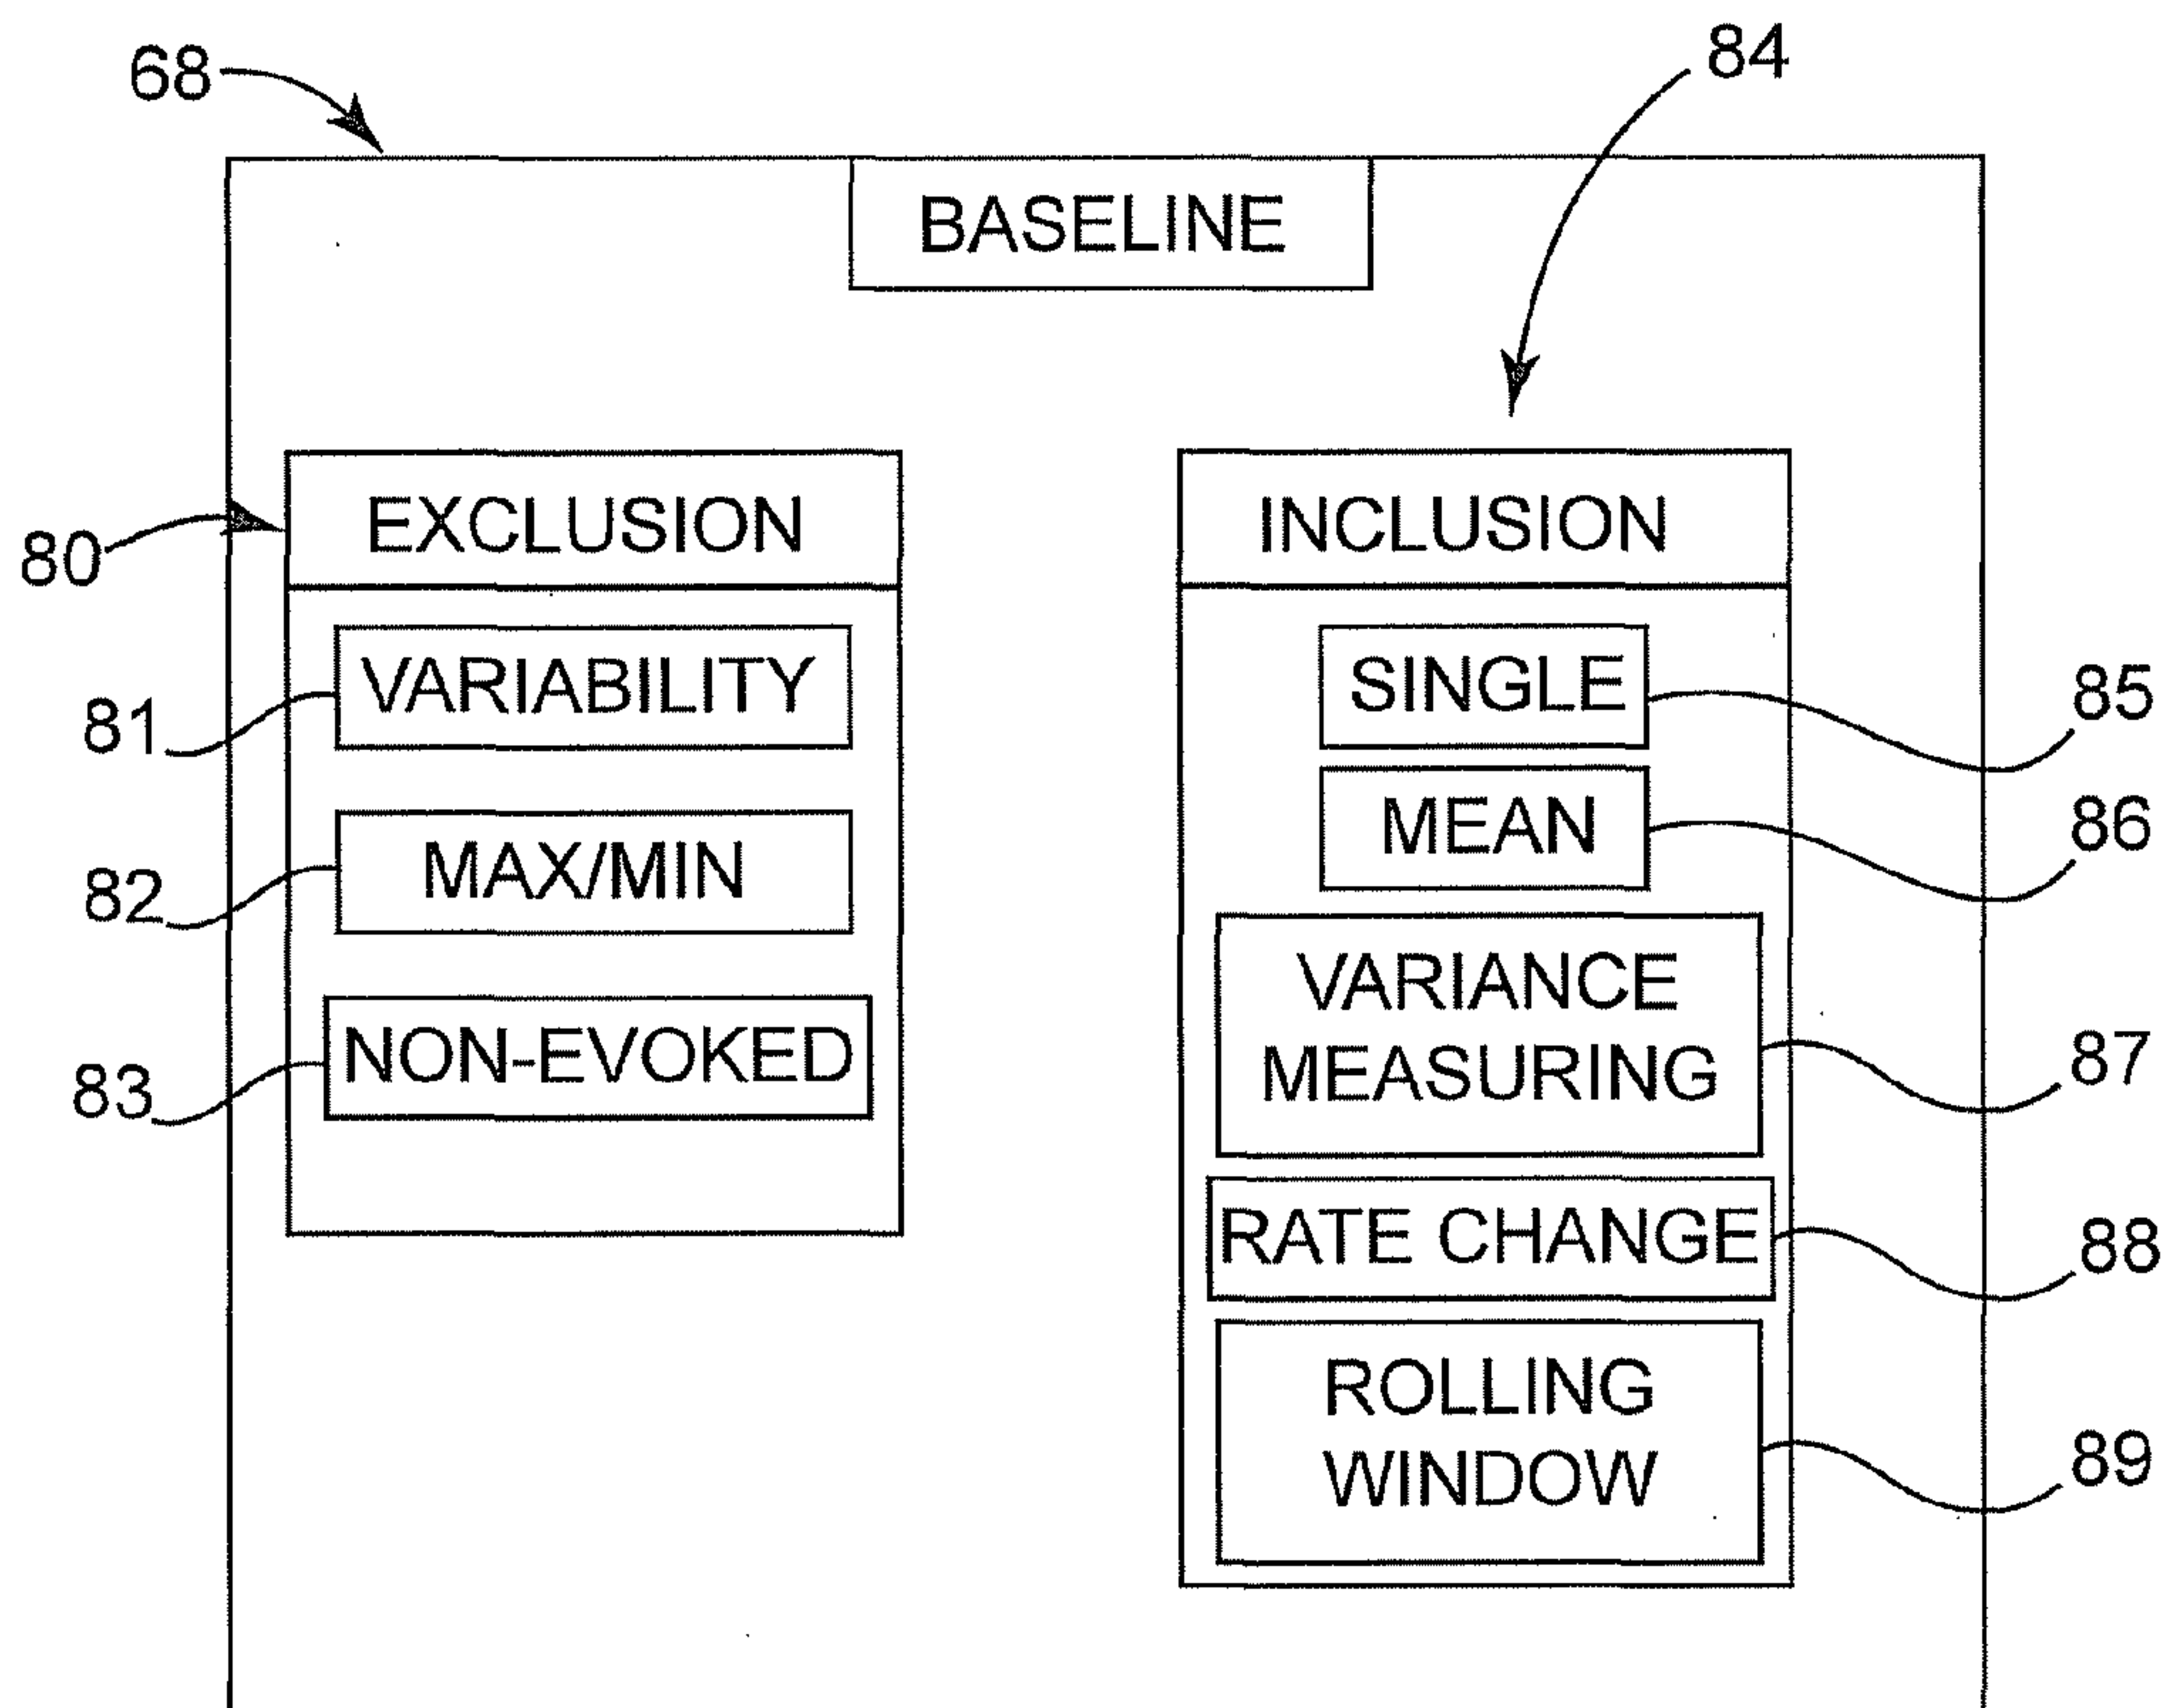 68
84
BASELINE
80
EXCLUSION
81
VARIABILITY
82
MAX/MIN
83
NON-EVOKED
INCLUSION
SINGLE
85
MEAN
86
VARIANCE
MEASURING
87
RATE CHANGE
88
ROLLING
WINDOW
89